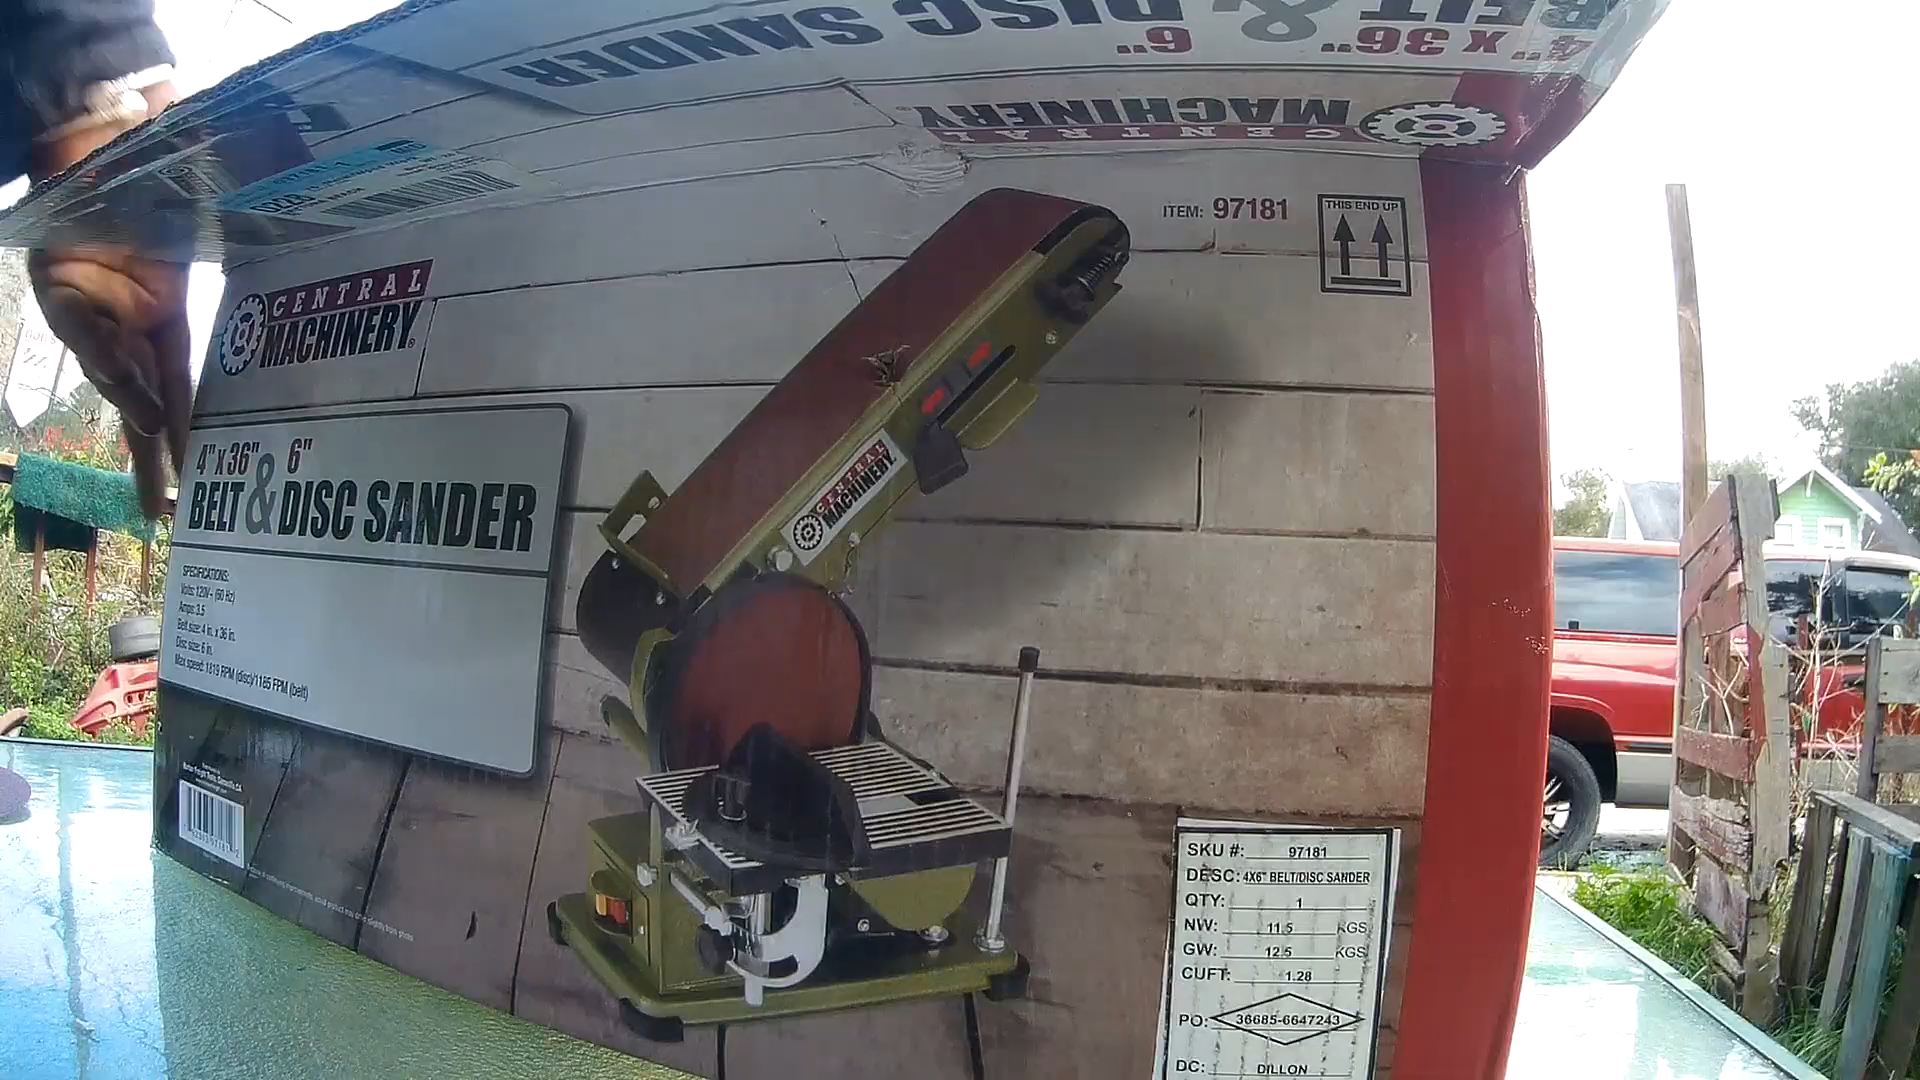 4" x 36" 6"
BELT & DISC SANDER
CENTRAL
MACHINERY
ITEM: 97181
THIS END UP
CENTRAL
MACHINERY®
4" x 36" 6"
BELT & DISC SANDER
SPECIFICATIONS:
Volts: 120V~ (60 Hz)
Amps: 3.5
Belt size: 4 in. x 36 in.
Disc size: 6 in.
Max speed: 1819 RPM (disc)/1185 FPM (belt)
CENTRAL
MACHINERY
SKU #: 97181
DESC: 4X6" BELT/DISC SANDER
QTY: 1
NW: 11.5 KGS
GW: 12.5 KGS
CUFT: 1.28
PO: 36685-6647243
DC: DILLON